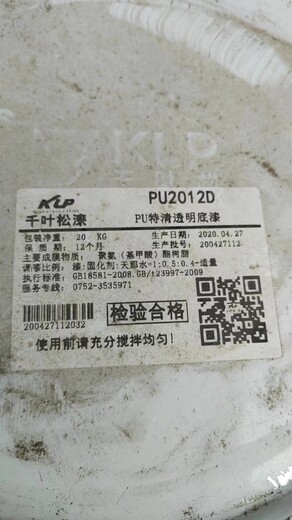 KLP
KLP PU2012D
千叶松漆 PU特清透明底漆
包装净重: 20 KG 生产日期: 2020.04.27
保 质 期: 12个月 生产批号: 200427112
主要成膜物质: 聚氨(基甲酸)酯树脂
调漆比例: 漆:固化剂:天那水=1:0.5:0.4-适量
执行标准: GB18581-2008.GB/t23997-2009
服务专线: 0752-3535971
200427112032
检验合格
使用前请充分搅拌均匀!